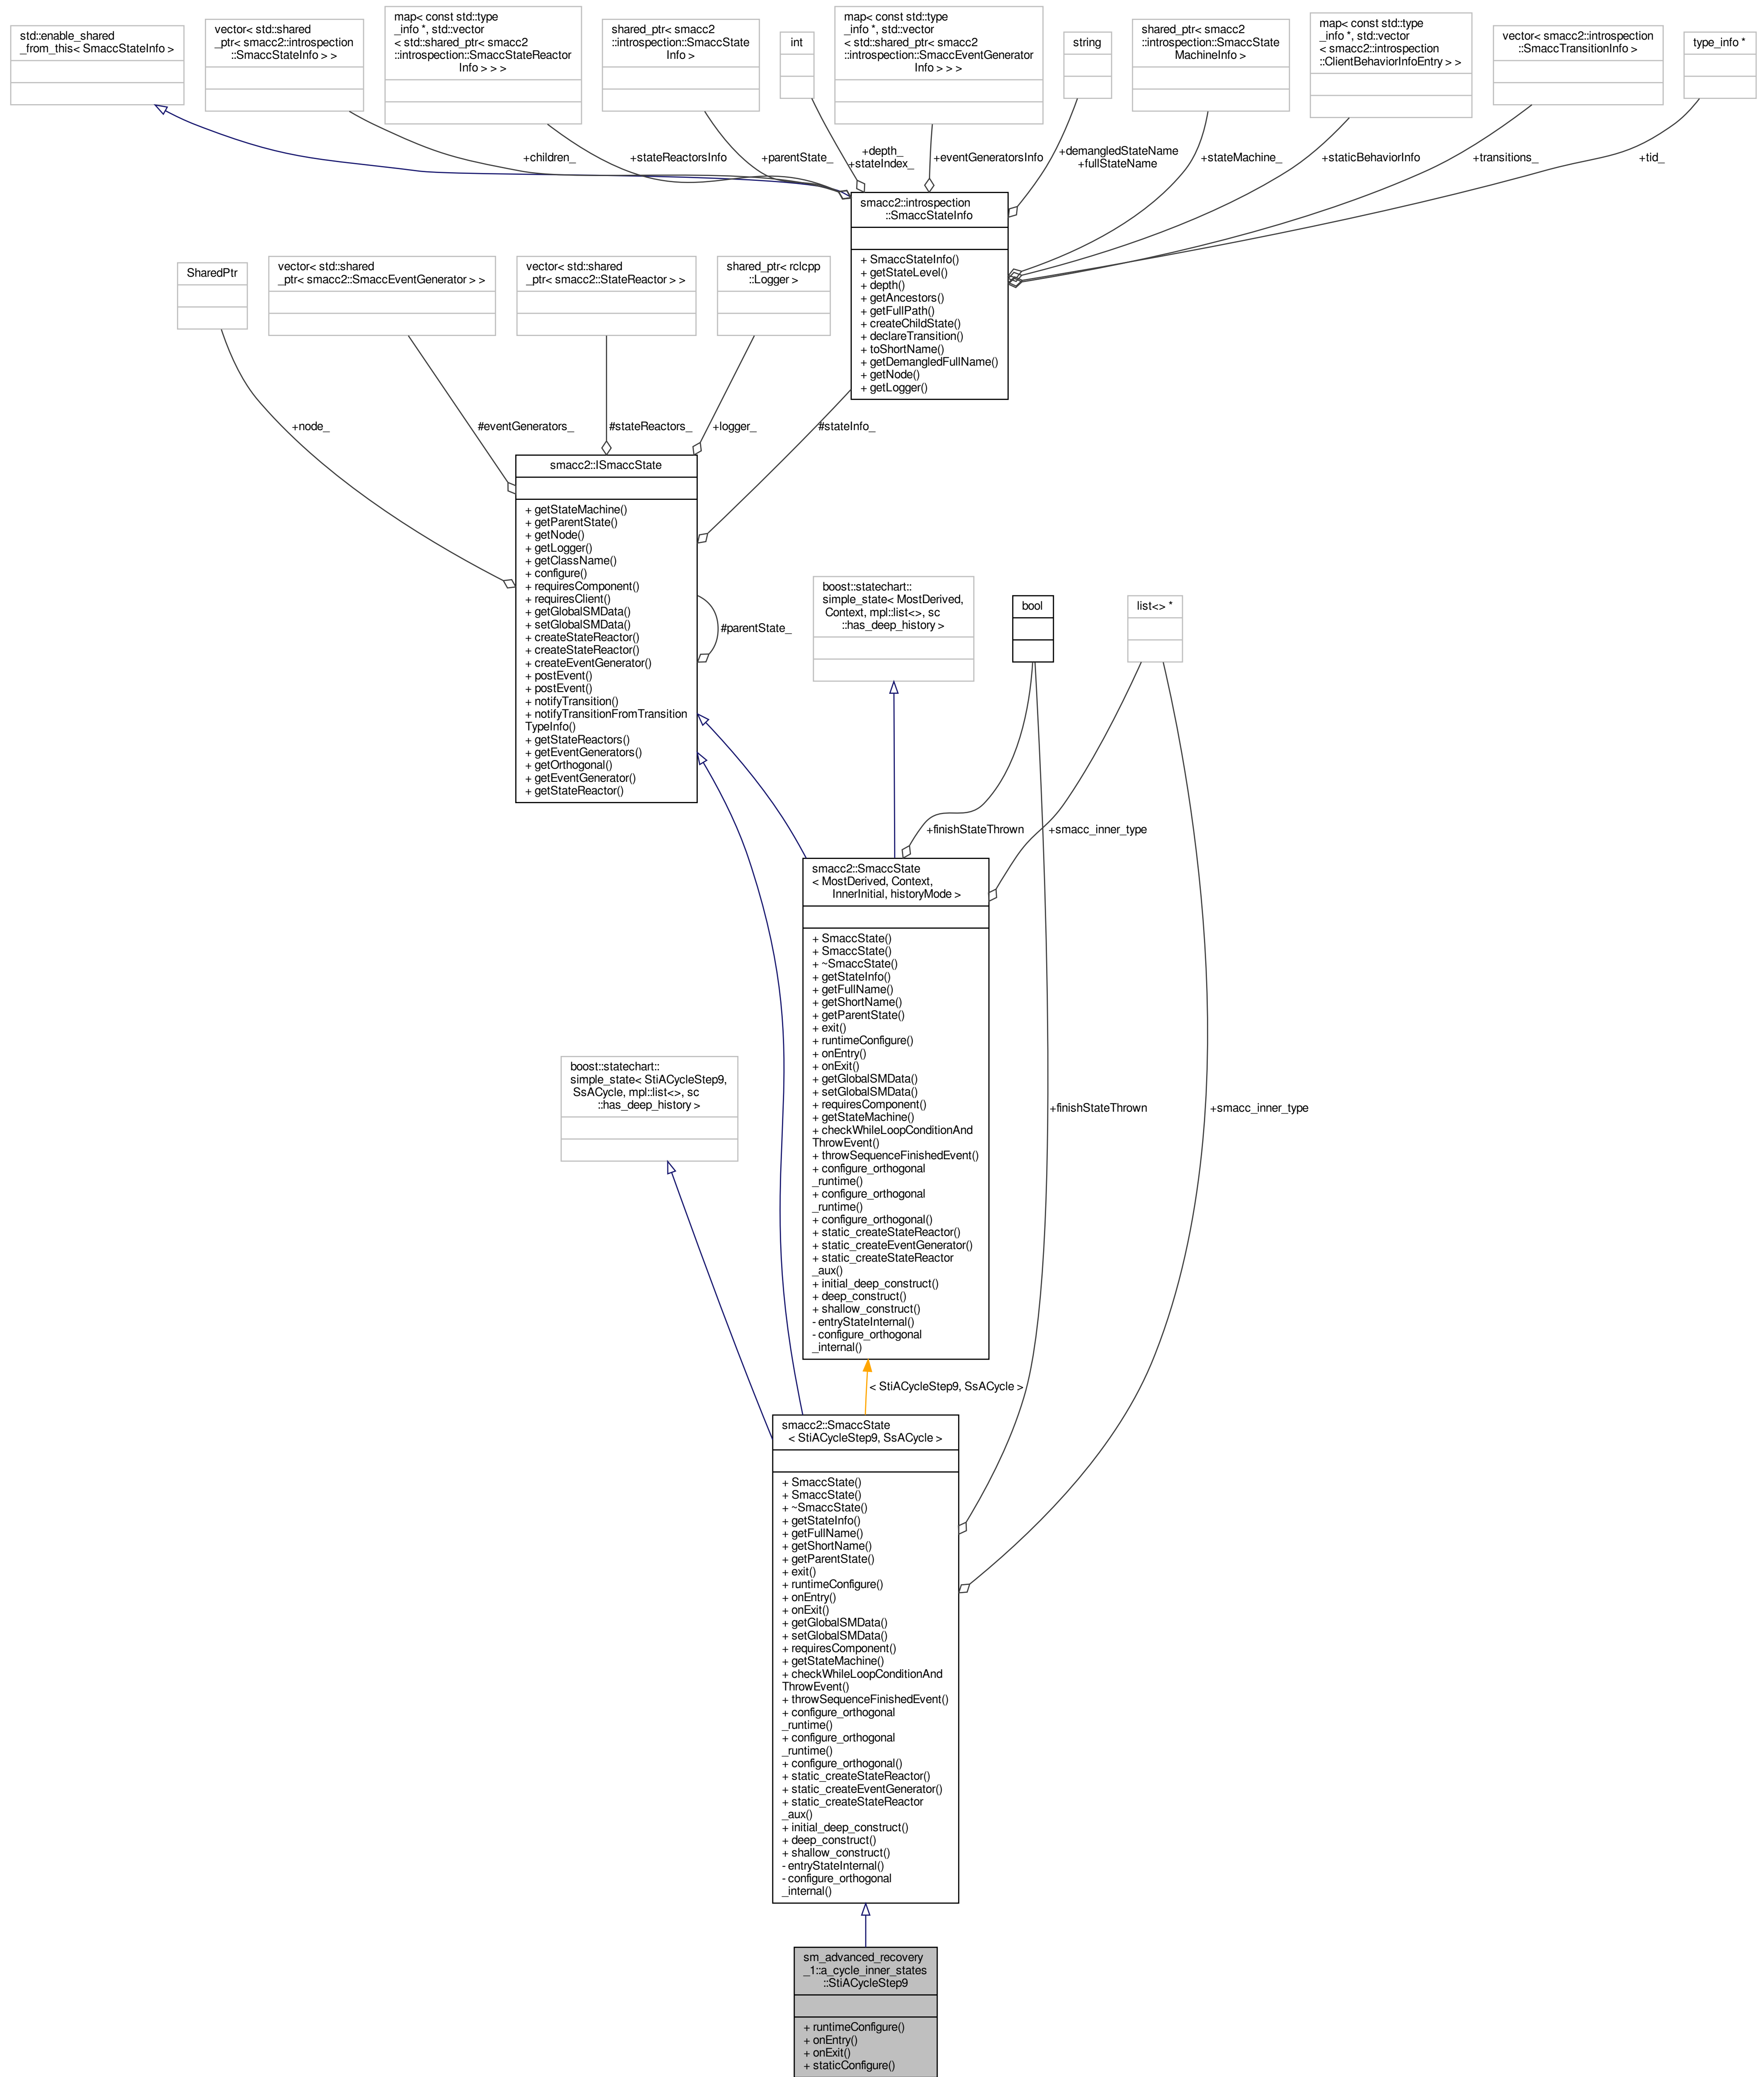 std::enable_shared
_from_this< SmaccStateInfo >
vector< std::shared
_ptr< smacc2::introspection
::SmaccStateInfo > >
map< const std::type
_info *, std::vector
< std::shared_ptr< smacc2
::introspection::SmaccStateReactor
Info > > >
shared_ptr< smacc2
::introspection::SmaccState
Info >
int
map< const std::type
_info *, std::vector
< std::shared_ptr< smacc2
::introspection::SmaccEventGenerator
Info > > >
string
shared_ptr< smacc2
::introspection::SmaccState
MachineInfo >
map< const std::type
_info *, std::vector
< smacc2::introspection
::ClientBehaviorInfoEntry > >
vector< smacc2::introspection
::SmaccTransitionInfo >
type_info *
+children_
+stateReactorsInfo
+parentState_
+depth_
+stateIndex_
+eventGeneratorsInfo
+demangledStateName
+fullStateName
+stateMachine_
+staticBehaviorInfo
+transitions_
+tid_
smacc2::introspection
::SmaccStateInfo
+ SmaccStateInfo()
+ getStateLevel()
+ depth()
+ getAncestors()
+ getFullPath()
+ createChildState()
+ declareTransition()
+ toShortName()
+ getDemangledFullName()
+ getNode()
+ getLogger()
SharedPtr
vector< std::shared
_ptr< smacc2::SmaccEventGenerator > >
vector< std::shared
_ptr< smacc2::StateReactor > >
shared_ptr< rclcpp
::Logger >
+node_
#eventGenerators_
#stateReactors_
+logger_
#stateInfo_
smacc2::ISmaccState
+ getStateMachine()
+ getParentState()
+ getNode()
+ getLogger()
+ getClassName()
+ configure()
+ requiresComponent()
+ requiresClient()
+ getGlobalSMData()
+ setGlobalSMData()
+ createStateReactor()
+ createStateReactor()
+ createEventGenerator()
+ postEvent()
+ postEvent()
+ notifyTransition()
+ notifyTransitionFromTransition
TypeInfo()
+ getStateReactors()
+ getEventGenerators()
+ getOrthogonal()
+ getEventGenerator()
+ getStateReactor()
#parentState_
boost::statechart::
simple_state< MostDerived,
Context, mpl::list<>, sc
::has_deep_history >
bool
list<> *
+finishStateThrown
+smacc_inner_type
smacc2::SmaccState
< MostDerived, Context,
InnerInitial, historyMode >
+ SmaccState()
+ SmaccState()
+ ~SmaccState()
+ getStateInfo()
+ getFullName()
+ getShortName()
+ getParentState()
+ exit()
+ runtimeConfigure()
+ onEntry()
+ onExit()
+ getGlobalSMData()
+ setGlobalSMData()
+ requiresComponent()
+ getStateMachine()
+ checkWhileLoopConditionAnd
ThrowEvent()
+ throwSequenceFinishedEvent()
+ configure_orthogonal
_runtime()
+ configure_orthogonal
_runtime()
+ configure_orthogonal()
+ static_createStateReactor()
+ static_createEventGenerator()
+ static_createStateReactor
_aux()
+ initial_deep_construct()
+ deep_construct()
+ shallow_construct()
- entryStateInternal()
- configure_orthogonal
_internal()
boost::statechart::
simple_state< StiACycleStep9,
SsACycle, mpl::list<>, sc
::has_deep_history >
+finishStateThrown
+smacc_inner_type
< StiACycleStep9, SsACycle >
smacc2::SmaccState
< StiACycleStep9, SsACycle >
+ SmaccState()
+ SmaccState()
+ ~SmaccState()
+ getStateInfo()
+ getFullName()
+ getShortName()
+ getParentState()
+ exit()
+ runtimeConfigure()
+ onEntry()
+ onExit()
+ getGlobalSMData()
+ setGlobalSMData()
+ requiresComponent()
+ getStateMachine()
+ checkWhileLoopConditionAnd
ThrowEvent()
+ throwSequenceFinishedEvent()
+ configure_orthogonal
_runtime()
+ configure_orthogonal
_runtime()
+ configure_orthogonal()
+ static_createStateReactor()
+ static_createEventGenerator()
+ static_createStateReactor
_aux()
+ initial_deep_construct()
+ deep_construct()
+ shallow_construct()
- entryStateInternal()
- configure_orthogonal
_internal()
sm_advanced_recovery
_1::a_cycle_inner_states
::StiACycleStep9
+ runtimeConfigure()
+ onEntry()
+ onExit()
+ staticConfigure()